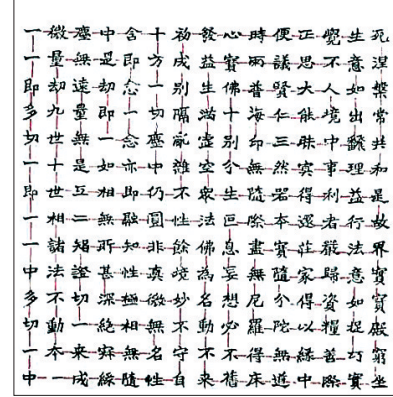 一微塵中含十初發心時便正覺生死
一量無是即方成益寶雨議思不意涅
即劫遠劫念一別生佛普賢大人如槃
多九量即一切隔滿十海仁能境出常
切世無一念塵亂虛別印三昧中繁共
一十是如亦中雜空分無然冥事理和
即世互相即仍不衆生隨器得利益是
一相二無融圓性法叵際本還者行故
一諸智所知非餘佛息盡寶莊嚴法界
中法證甚性真境為妄無隨家歸意實
多不切深極微妙名想尼分得資如寶
切動一絕相無不動必羅陀以糧捉殿
一本來寂無名守不不得無緣善巧窮
中一成緣隨性自來舊床道中際實坐